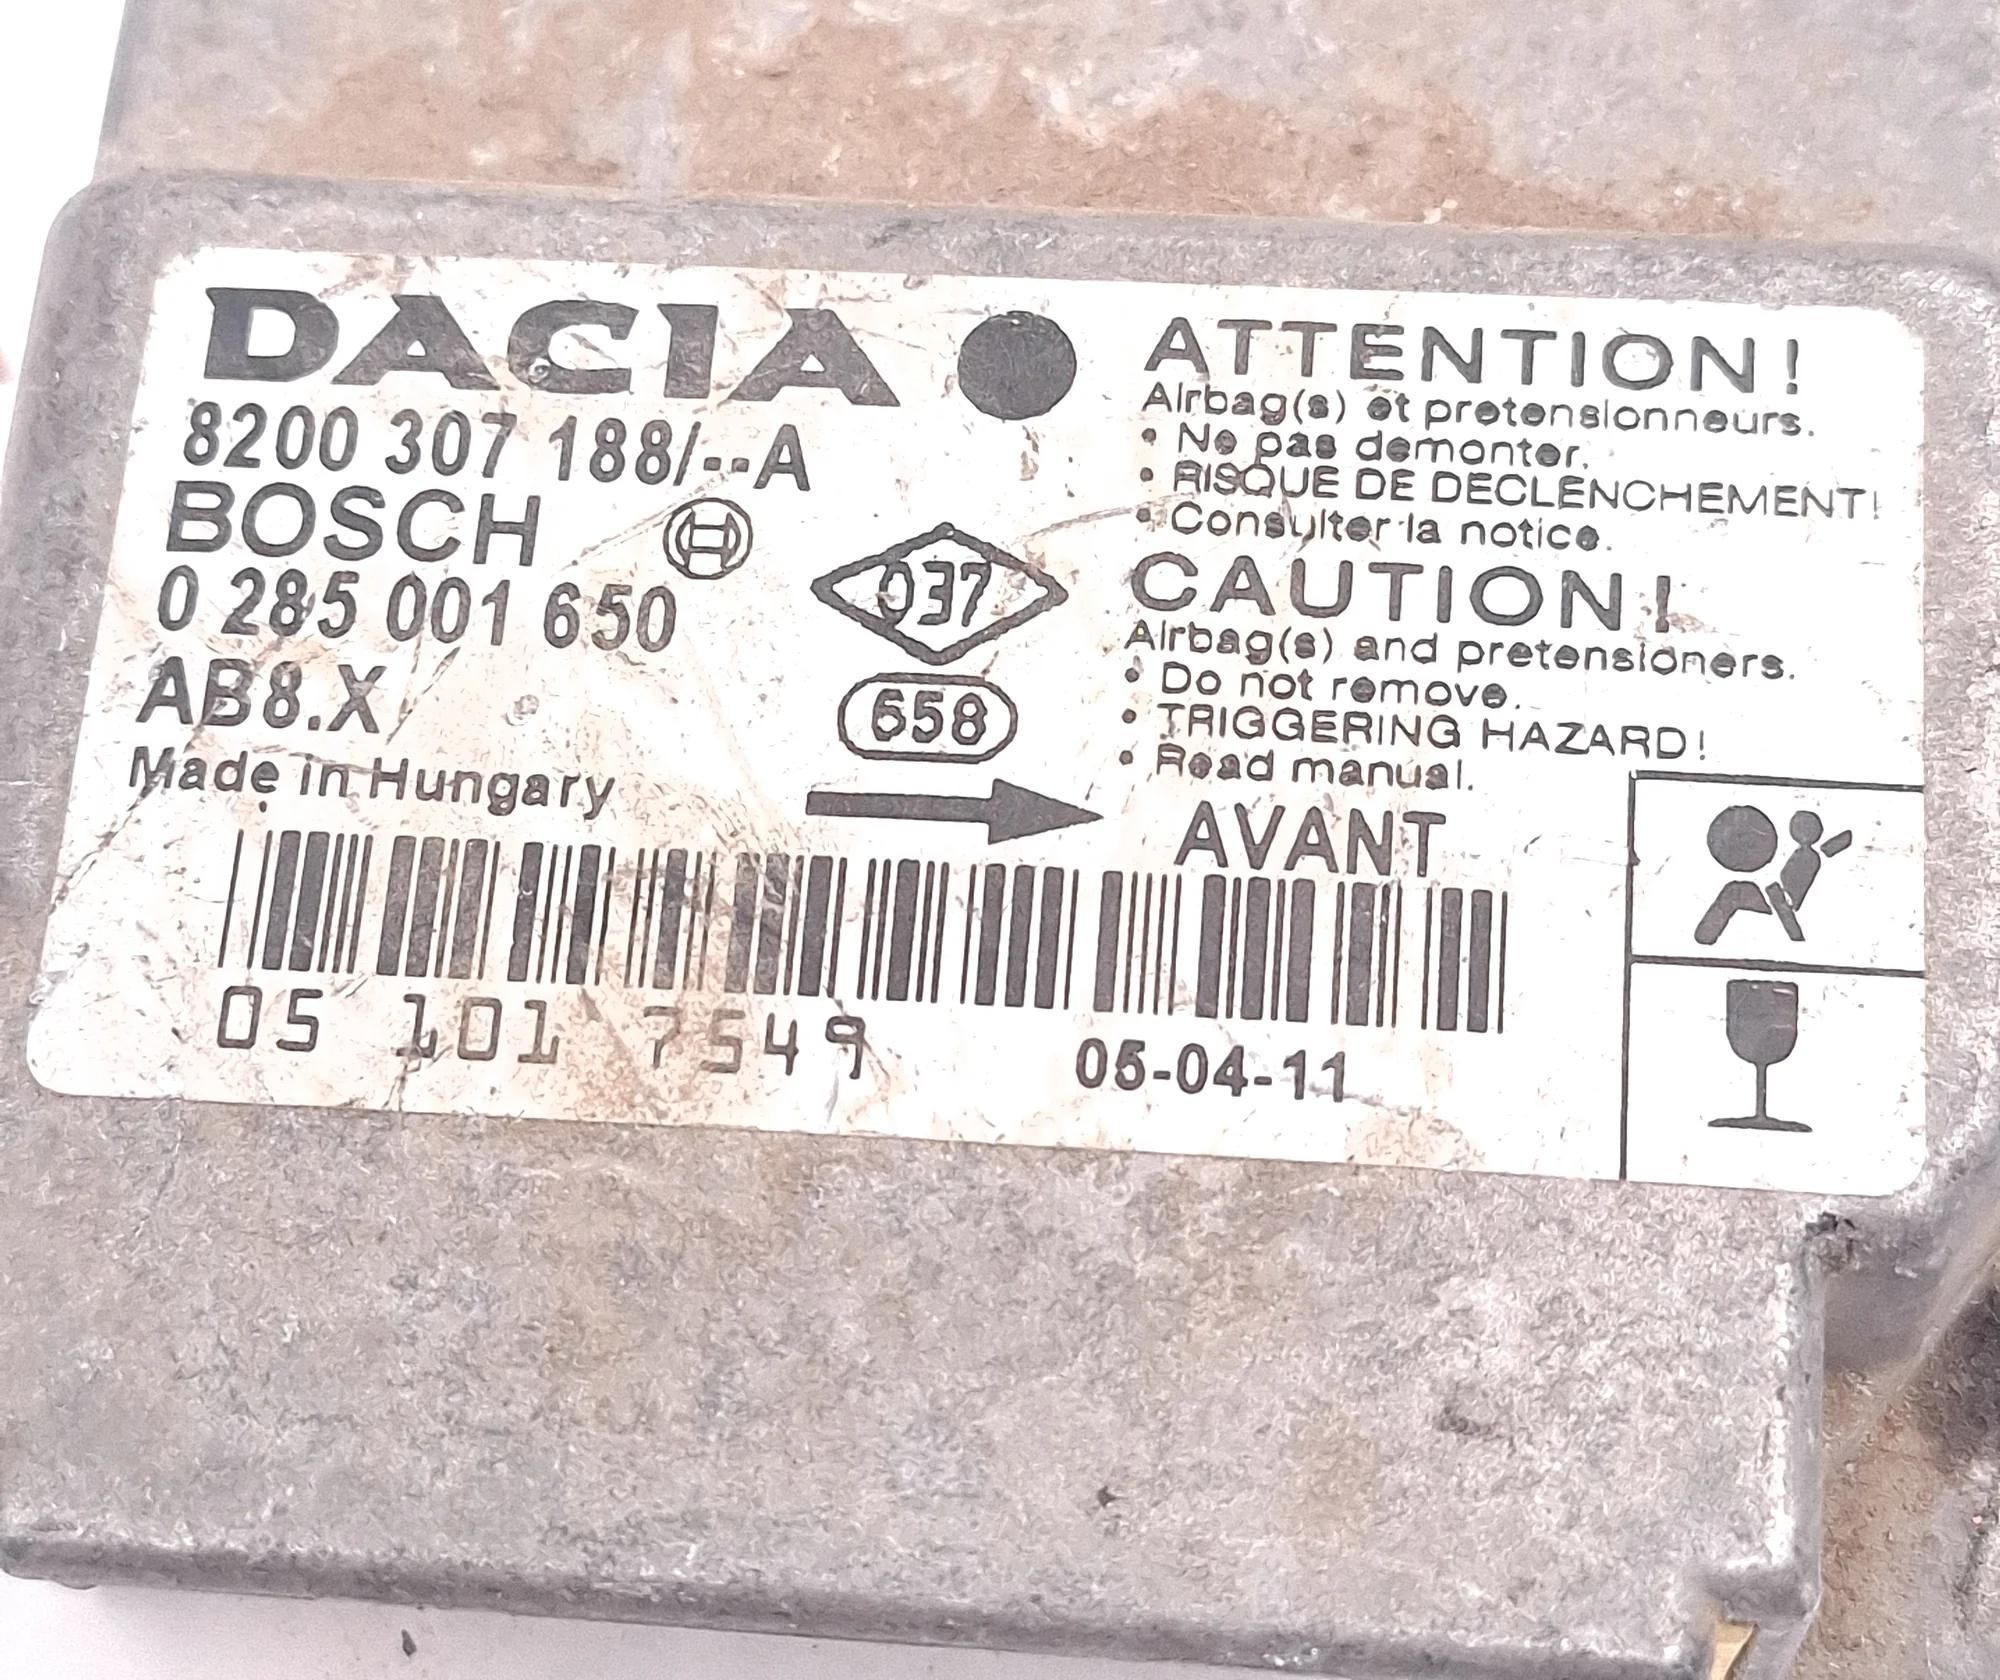 DACIA
8200 307 188/--A
BOSCH
0 285 001 650
AB8.X
Made in Hungary
037
658
ATTENTION!
Airbag(s) et pretensionneurs.
• Ne pas demonter.
• RISQUE DE DECLENCHEMENT!
• Consulter la notice.
CAUTION!
Airbag(s) and pretensioners.
• Do not remove.
• TRIGGERING HAZARD!
• Read manual.
AVANT
05 101 7549
05-04-11